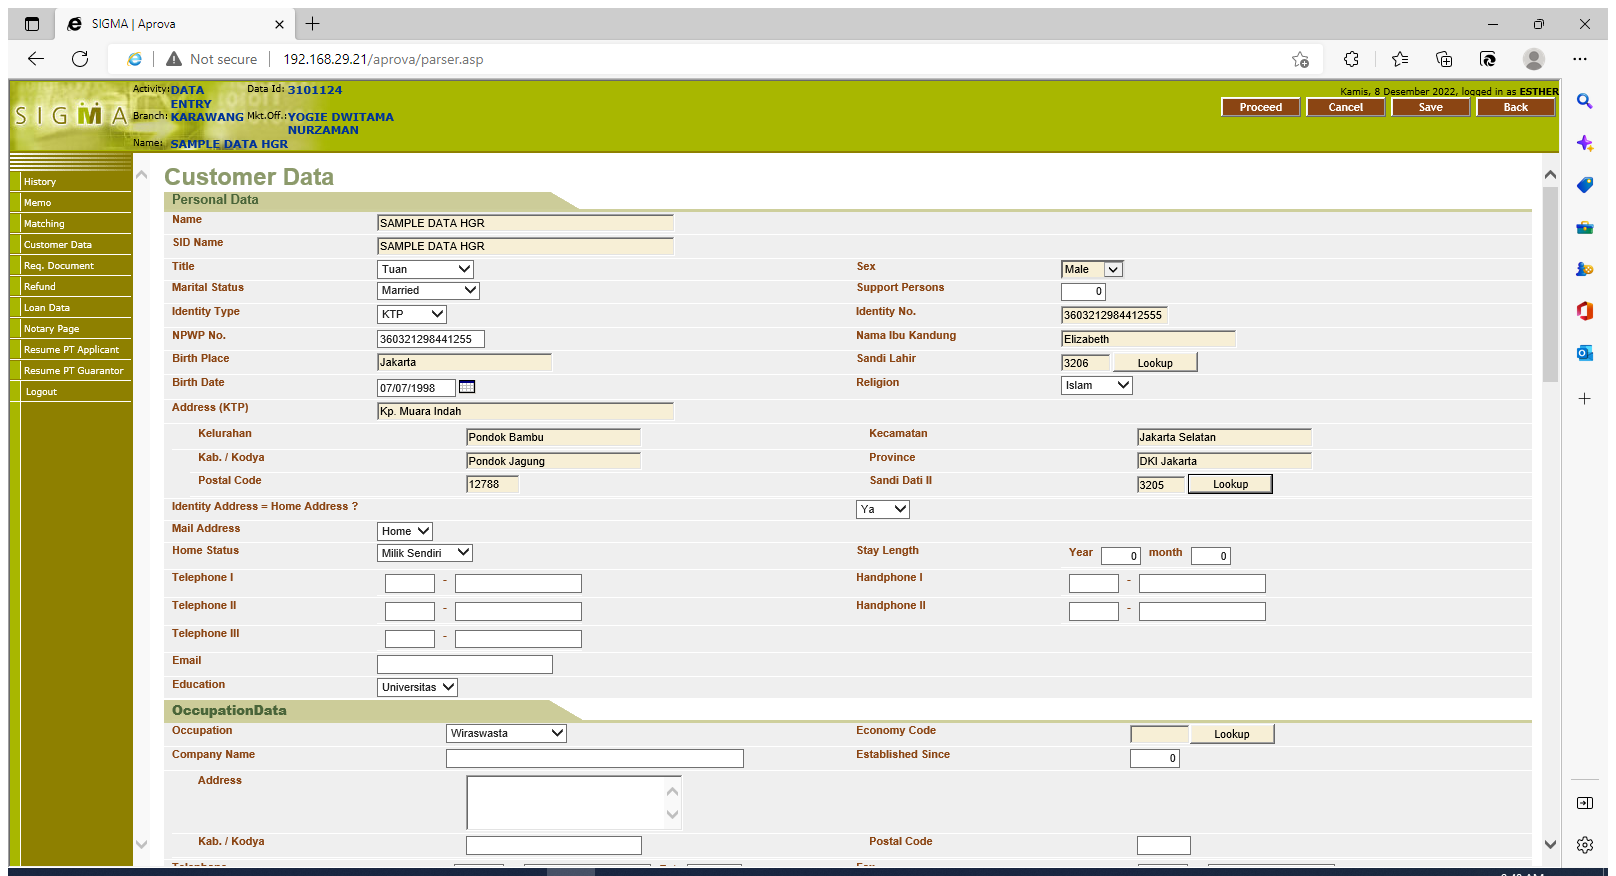 SIGMA | Aprova
Not secure 192.168.29.21/aprova/parser.asp
SIGMA
Activity: DATA ENTRY Data Id: 3101124
Branch: KARAWANG Mkt.Off.: YOGIE DWITAMA NURZAMAN
Name: SAMPLE DATA HGR
Kamis, 8 Desember 2022, logged in as ESTHER
Proceed Cancel Save Back
History
Memo
Matching
Customer Data
Req. Document
Refund
Loan Data
Notary Page
Resume PT Applicant
Resume PT Guarantor
Logout
Customer Data
Personal Data
Name SAMPLE DATA HGR
SID Name SAMPLE DATA HGR
Title Tuan Sex Male
Marital Status Married Support Persons 0
Identity Type KTP Identity No. 3603212984412555
NPWP No. 360321298441255 Nama Ibu Kandung Elizabeth
Birth Place Jakarta Sandi Lahir 3206 Lookup
Birth Date 07/07/1998 Religion Islam
Address (KTP) Kp. Muara Indah
Kelurahan Pondok Bambu Kecamatan Jakarta Selatan
Kab. / Kodya Pondok Jagung Province DKI Jakarta
Postal Code 12788 Sandi Dati II 3205 Lookup
Identity Address = Home Address ? Ya
Mail Address Home
Home Status Milik Sendiri Stay Length Year 0 month 0
Telephone I - Handphone I -
Telephone II - Handphone II -
Telephone III -
Email
Education Universitas
OccupationData
Occupation Wiraswasta Economy Code Lookup
Company Name Established Since 0
Address
Kab. / Kodya Postal Code